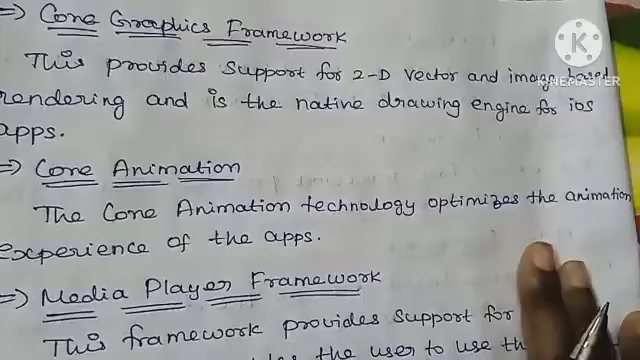 => Core Graphics Framework
This provides support for 2-D vector and image based
rendering and is the native drawing engine for ios
apps.
=> Core Animation
The Core Animation technology optimizes the animation
experience of the apps.
=> Media Player Framework
This framework provides support for
the user to use the
KINEMASTER